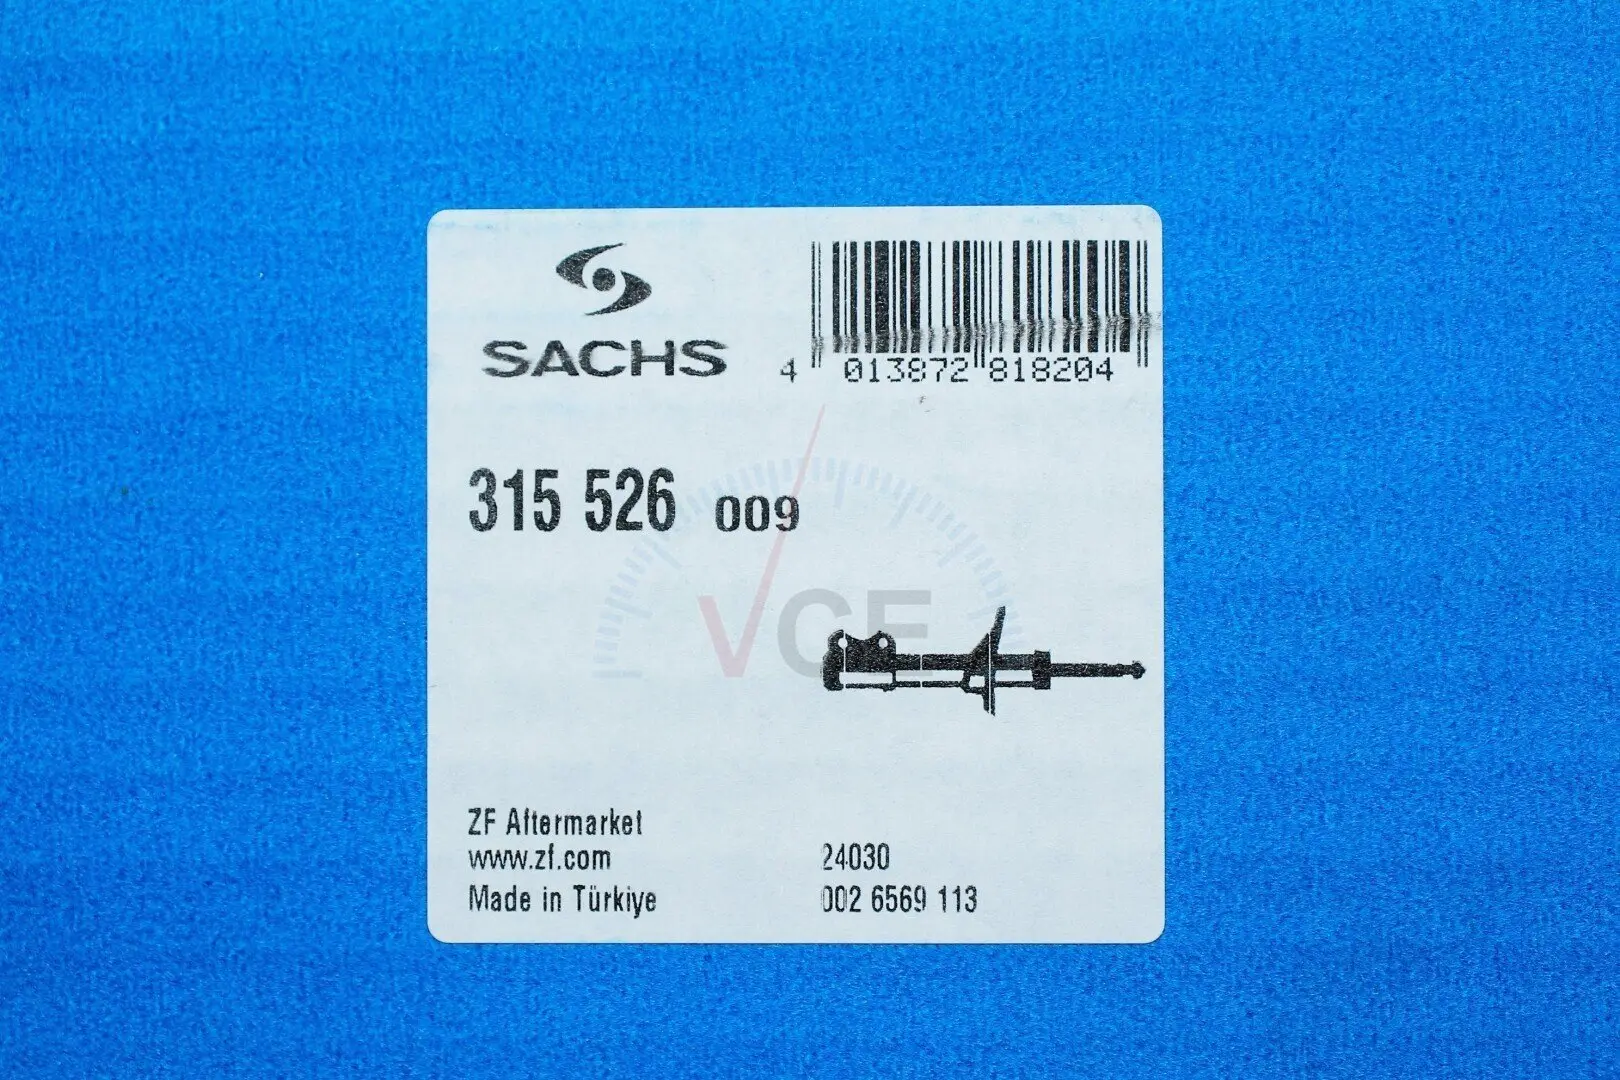 SACHS
4 013872 818204
315 526 009
VCE
ZF Aftermarket
www.zf.com
24030
Made in Türkiye
002 6569 113